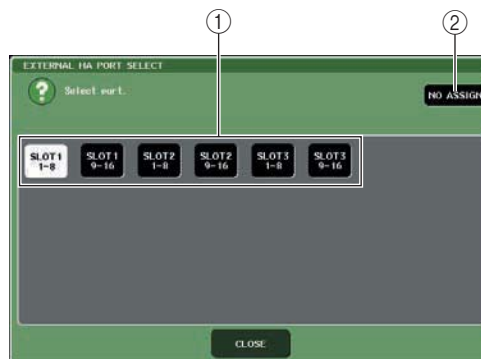 ① ②
EXTERNAL HA PORT SELECT
Select port.
NO ASSIGN
SLOT1 1-8
SLOT1 9-16
SLOT2 1-8
SLOT2 9-16
SLOT3 1-8
SLOT3 9-16
CLOSE